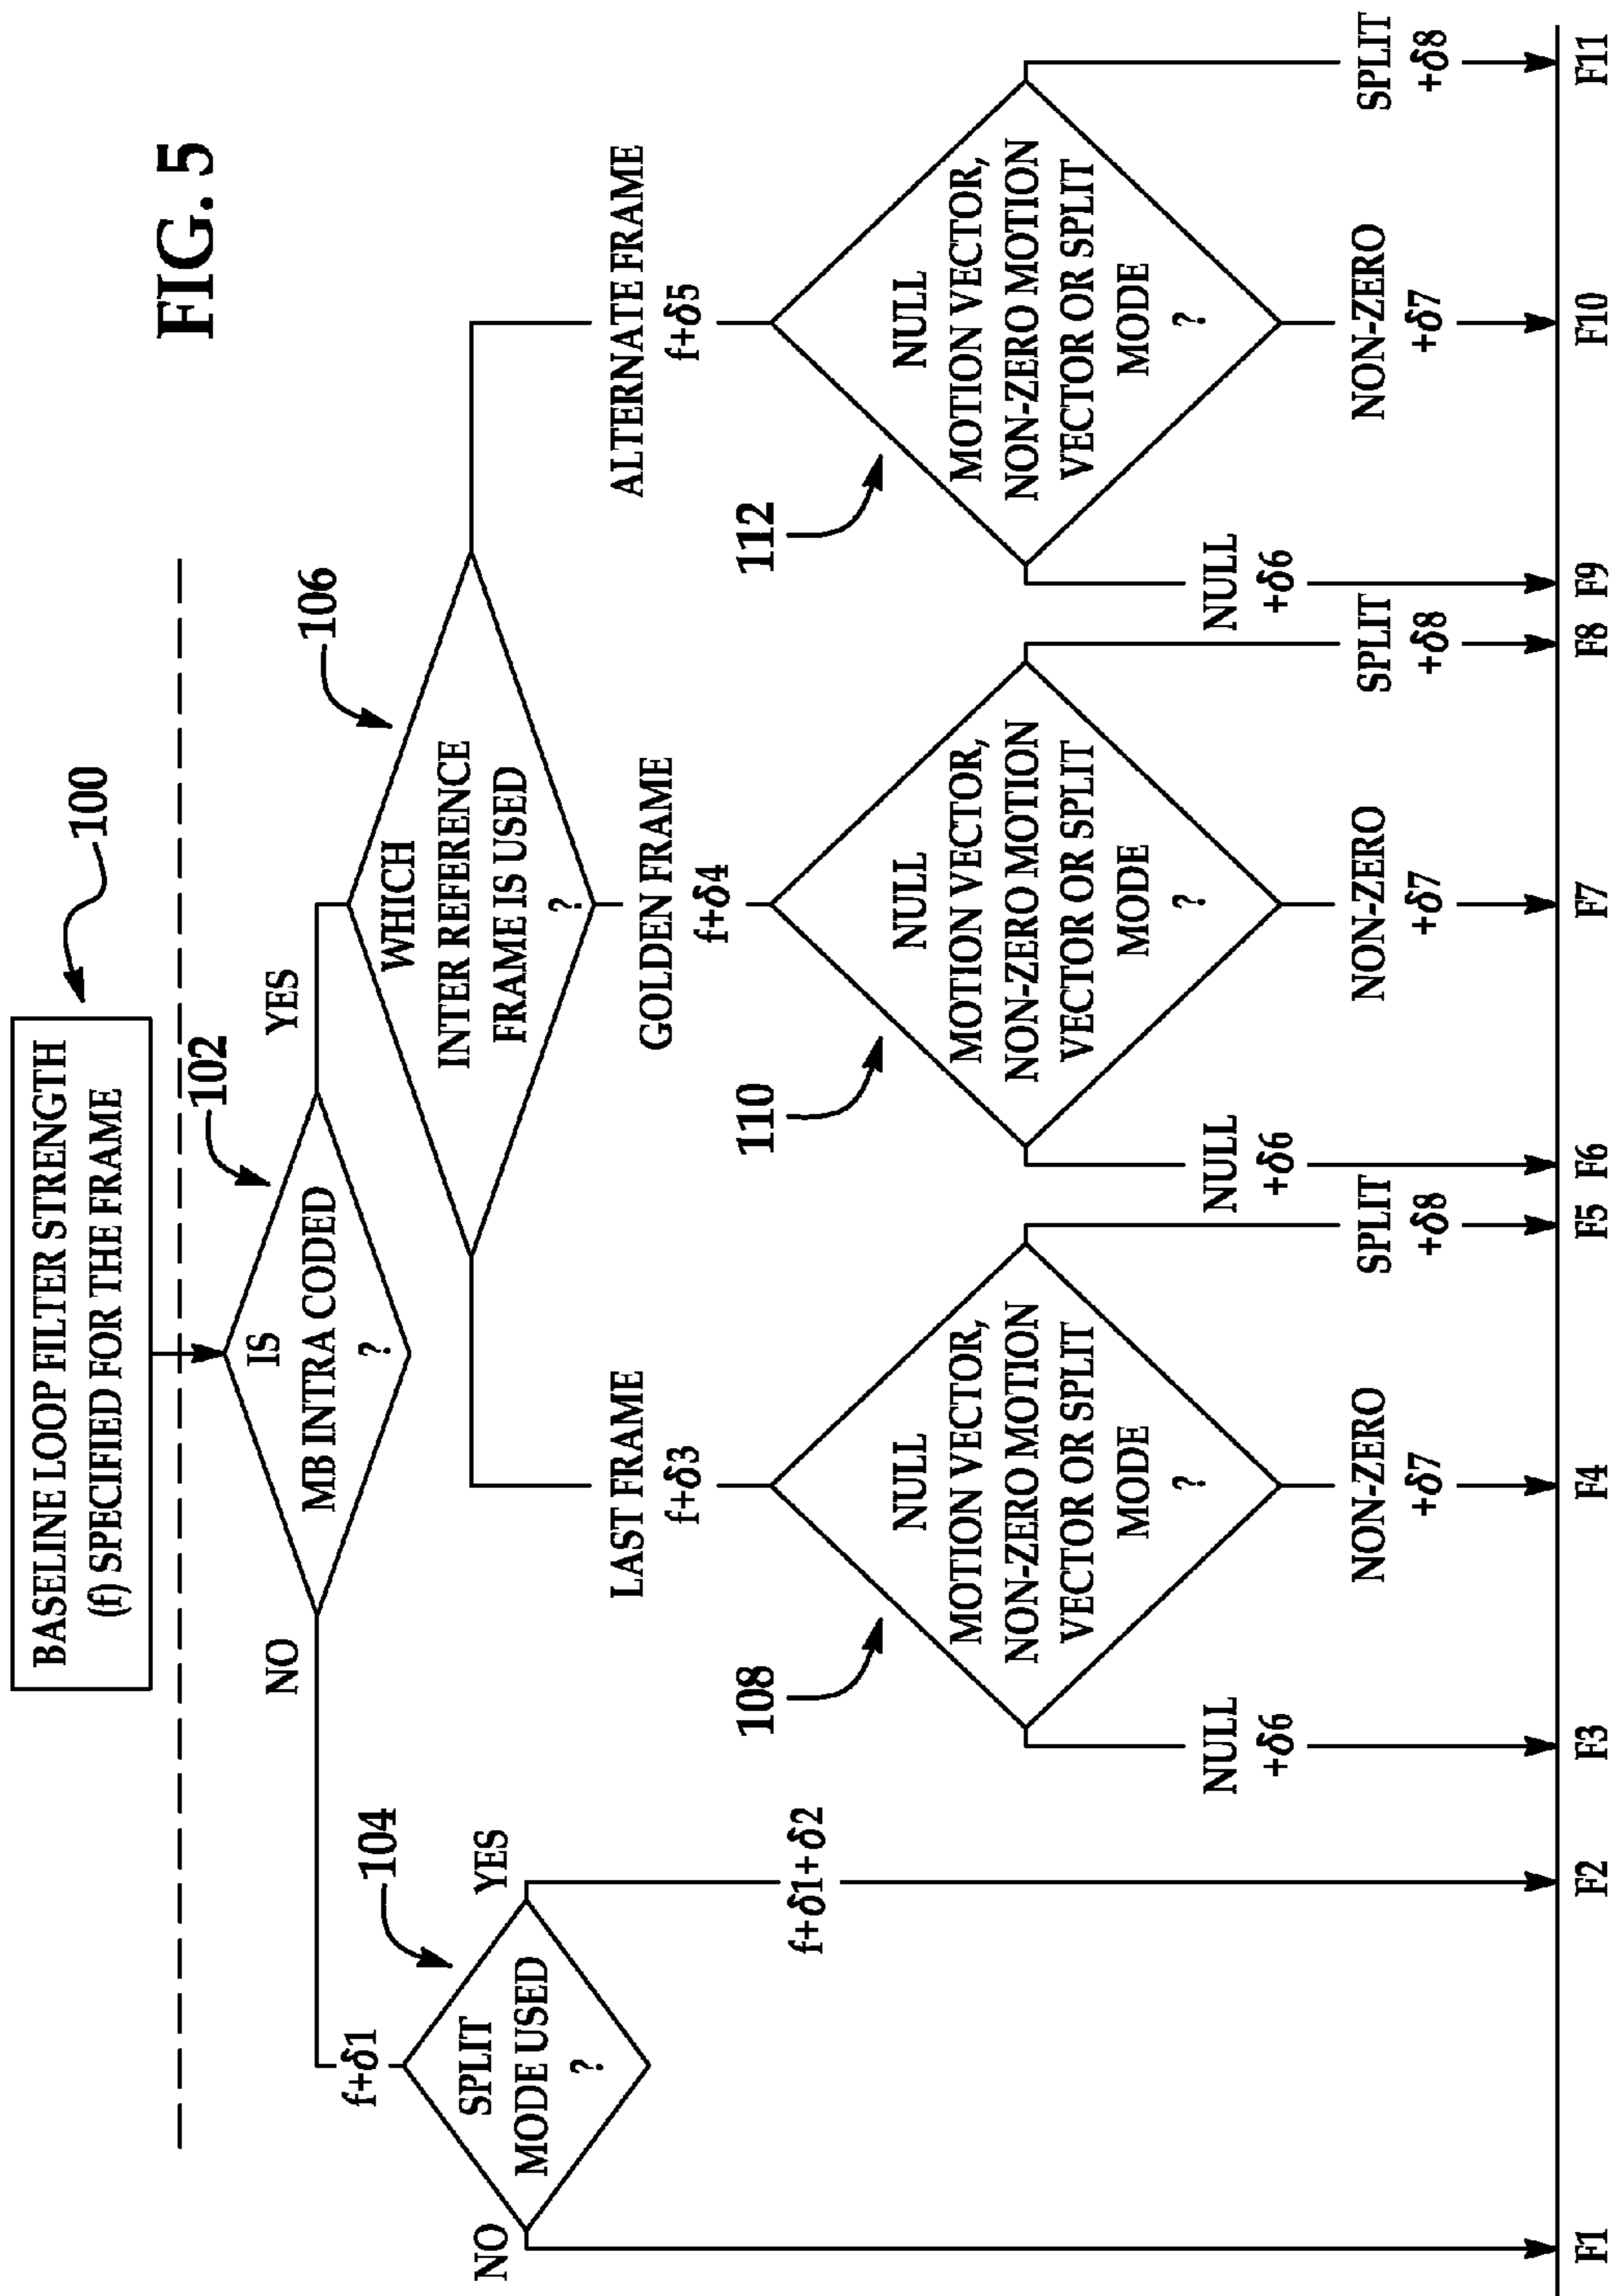 FIG. 5
BASELINE LOOP FILTER STRENGTH
(f) SPECIFIED FOR THE FRAME
100
102
IS
MB INTRA CODED
?
NO
YES
f+δ1
104
SPLIT
MODE USED
?
NO
YES
f+δ1+δ2
106
WHICH
INTER REFERENCE
FRAME IS USED
?
LAST FRAME
f+δ3
GOLDEN FRAME
f+δ4
ALTERNATE FRAME
f+δ5
108
NULL
MOTION VECTOR,
NON-ZERO MOTION
VECTOR OR SPLIT
MODE
?
110
NULL
MOTION VECTOR,
NON-ZERO MOTION
VECTOR OR SPLIT
MODE
?
112
NULL
MOTION VECTOR,
NON-ZERO MOTION
VECTOR OR SPLIT
MODE
?
NULL
+δ6
NON-ZERO
+δ7
SPLIT
+δ8
NULL
+δ6
NON-ZERO
+δ7
SPLIT
+δ8
NULL
+δ6
NON-ZERO
+δ7
SPLIT
+δ8
F1
F2
F3
F4
F5
F6
F7
F8
F9
F10
F11